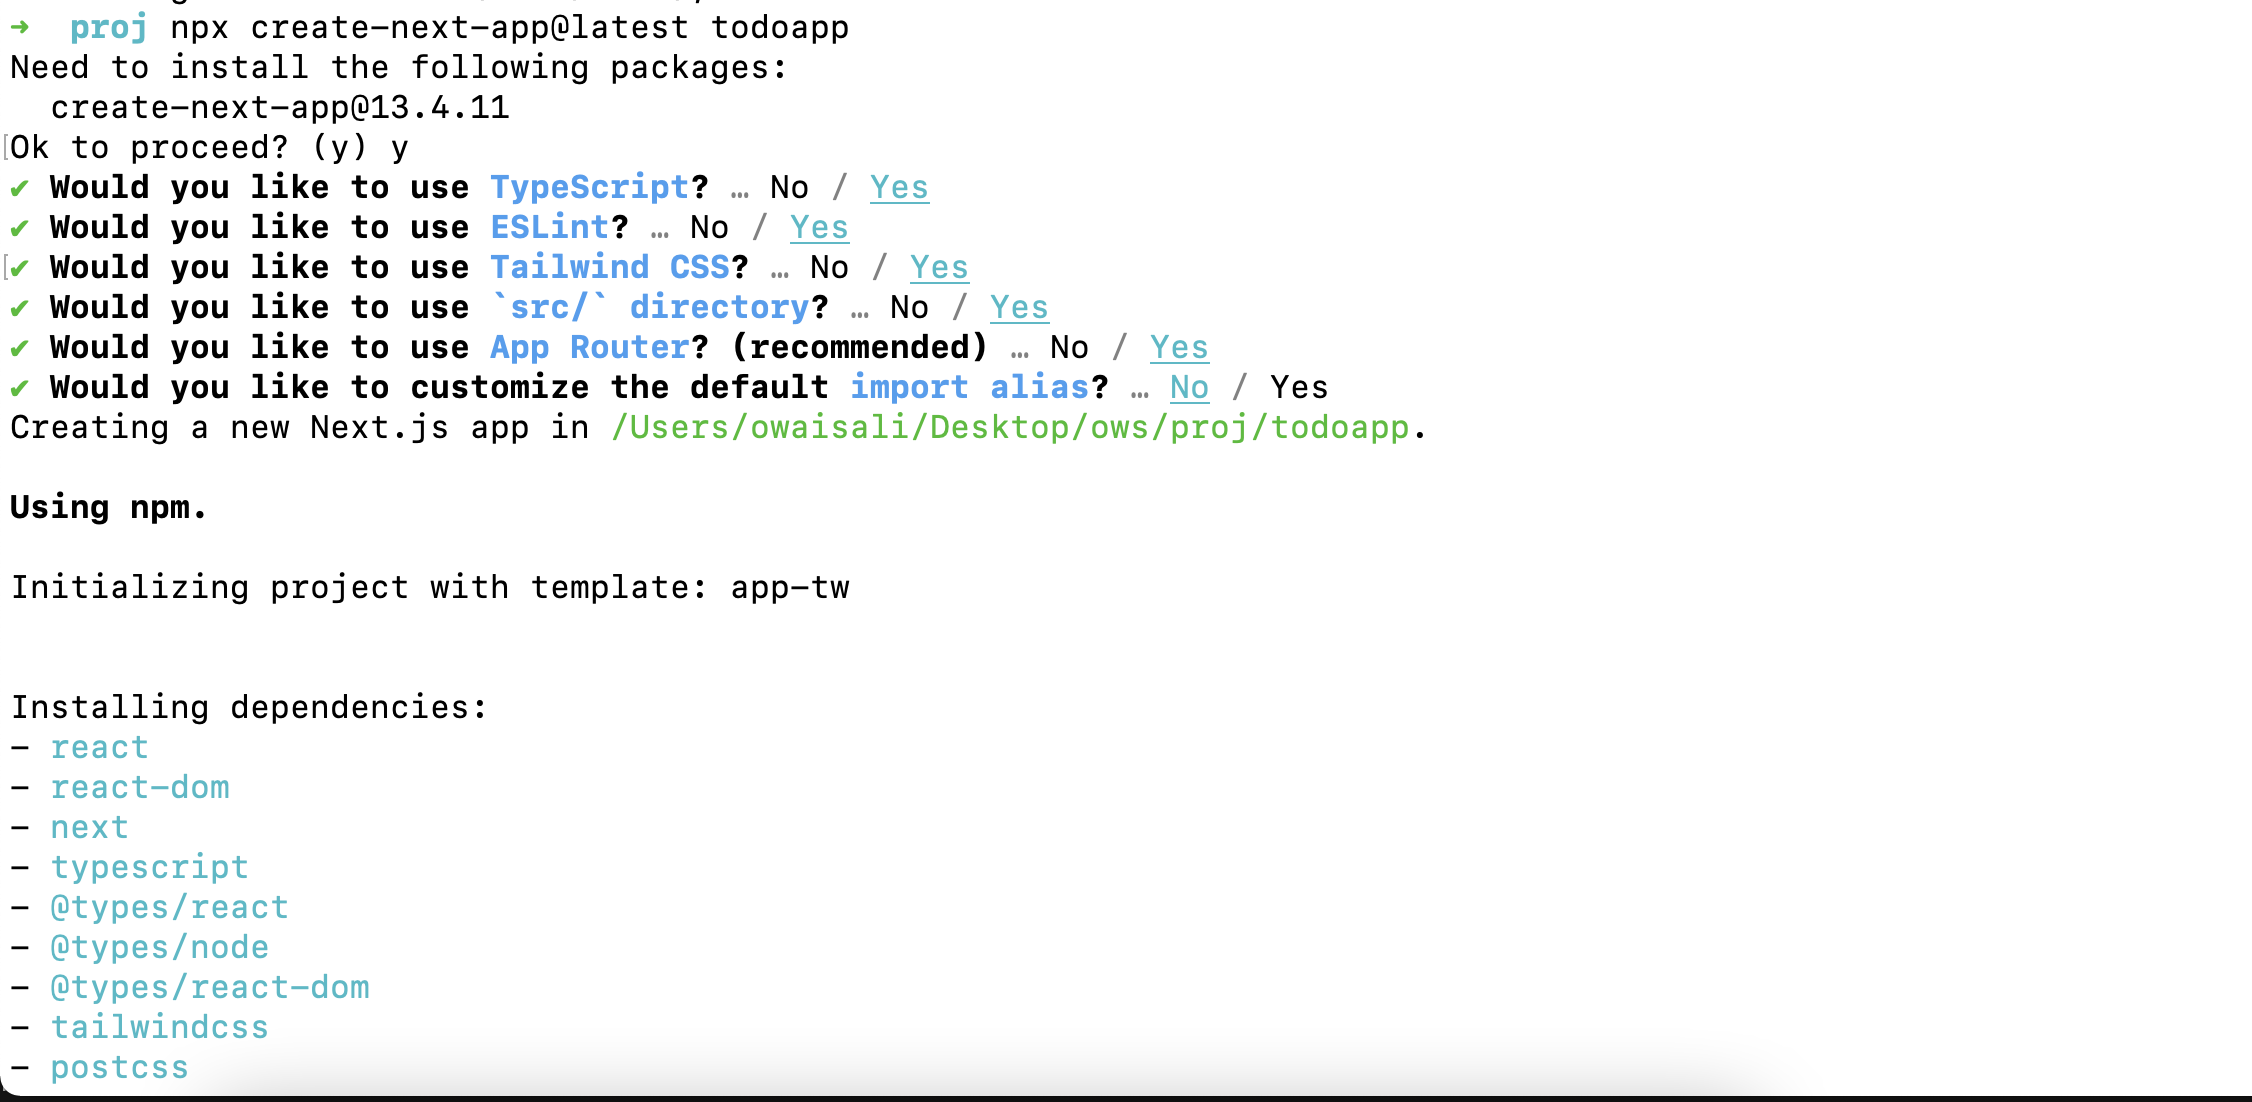 ➜  proj npx create-next-app@latest todoapp
Need to install the following packages:
  create-next-app@13.4.11
Ok to proceed? (y) y
✔ Would you like to use TypeScript? … No / Yes
✔ Would you like to use ESLint? … No / Yes
✔ Would you like to use Tailwind CSS? … No / Yes
✔ Would you like to use `src/` directory? … No / Yes
✔ Would you like to use App Router? (recommended) … No / Yes
✔ Would you like to customize the default import alias? … No / Yes
Creating a new Next.js app in /Users/owaisali/Desktop/ows/proj/todoapp.
Using npm.
Initializing project with template: app-tw
Installing dependencies:
- react
- react-dom
- next
- typescript
- @types/react
- @types/node
- @types/react-dom
- tailwindcss
- postcss